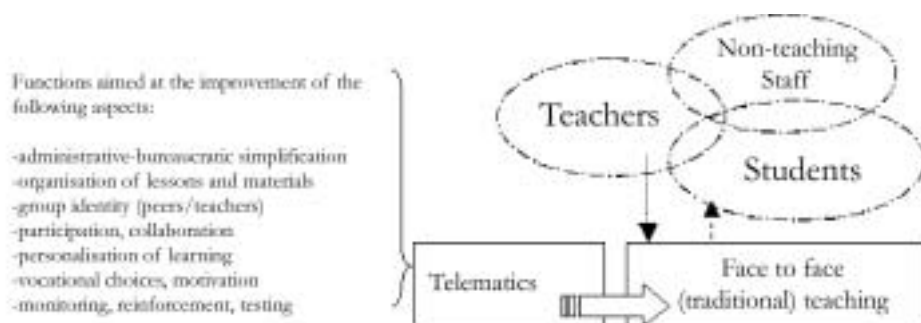 Functions aimed at the improvement of the
following aspects:
-administrative-bureaucratic simplification
-organisation of lessons and materials
-group identity (peers/teachers)
-participation, collaboration
-personalisation of learning
-vocational choices, motivation
-monitoring, reinforcement, testing
Non-teaching
Staff
Teachers
Students
Telematics
Face to face
(traditional) teaching